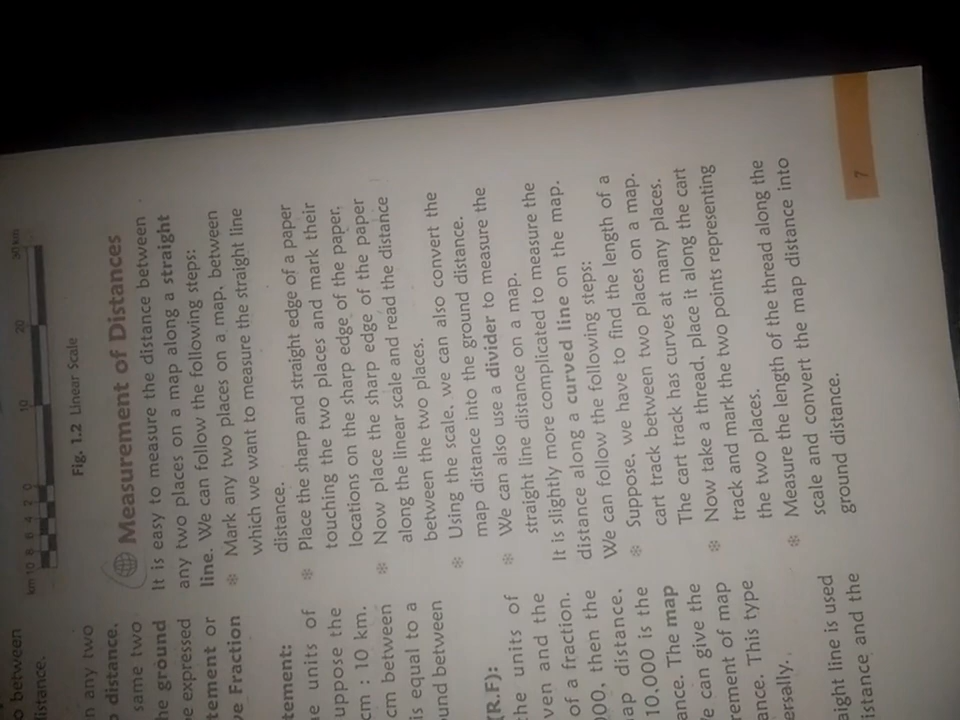 o between
istance.
n any two
distance.
same two
he ground
e expressed
tement or
e Fraction
tement:
e units of
uppose the
cm : 10 km.
cm between
is equal to a
und between
(R.F):
the units of
ven and the
of a fraction.
000, then the
ap distance.
10,000 is the
ance. The map
e can give the
rement of map
ance. This type
ersally.
ight line is used
istance and the
km 10 8 6 4 2 0 10 20 30 km
Fig. 1.2 Linear Scale
Measurement of Distances
It is easy to measure the distance between
any two places on a map along a straight
line. We can follow the following steps:
Mark any two places on a map, between
which we want to measure the straight line
distance.
Place the sharp and straight edge of a paper
touching the two places and mark their
locations on the sharp edge of the paper.
Now place the sharp edge of the paper
along the linear scale and read the distance
between the two places.
Using the scale, we can also convert the
map distance into the ground distance.
We can also use a divider to measure the
straight line distance on a map.
It is slightly more complicated to measure the
distance along a curved line on the map.
We can follow the following steps:
Suppose, we have to find the length of a
cart track between two places on a map.
The cart track has curves at many places.
Now take a thread, place it along the cart
track and mark the two points representing
the two places.
Measure the length of the thread along the
scale and convert the map distance into
ground distance.
7